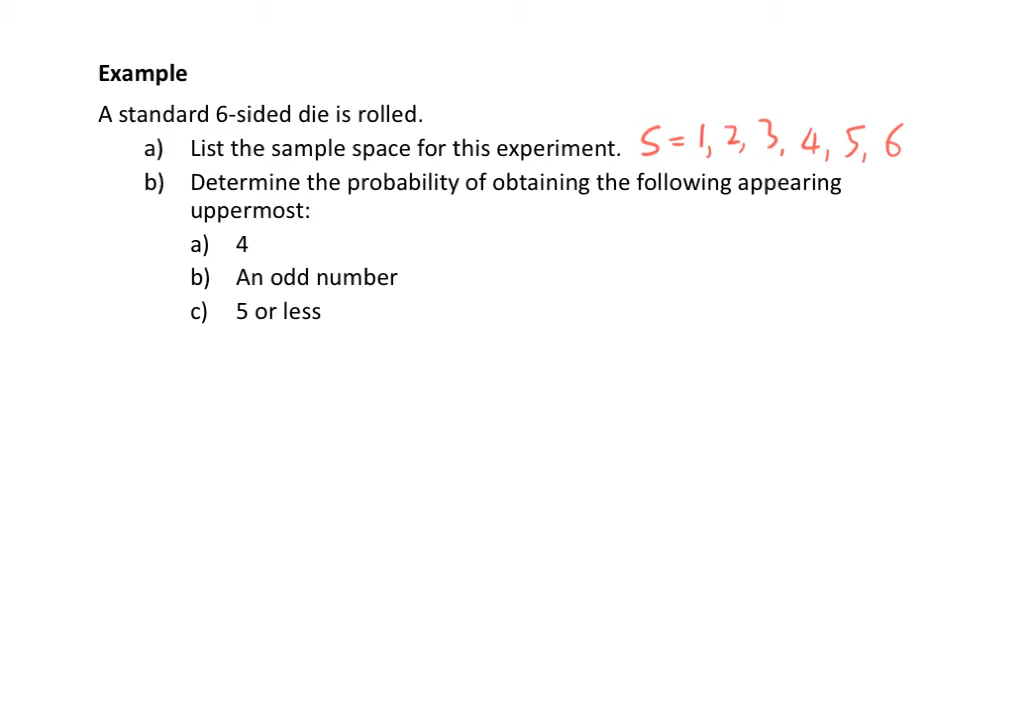 Example
A standard 6-sided die is rolled.
a) List the sample space for this experiment. S = 1, 2, 3, 4, 5, 6
b) Determine the probability of obtaining the following appearing
uppermost:
a) 4
b) An odd number
c) 5 or less